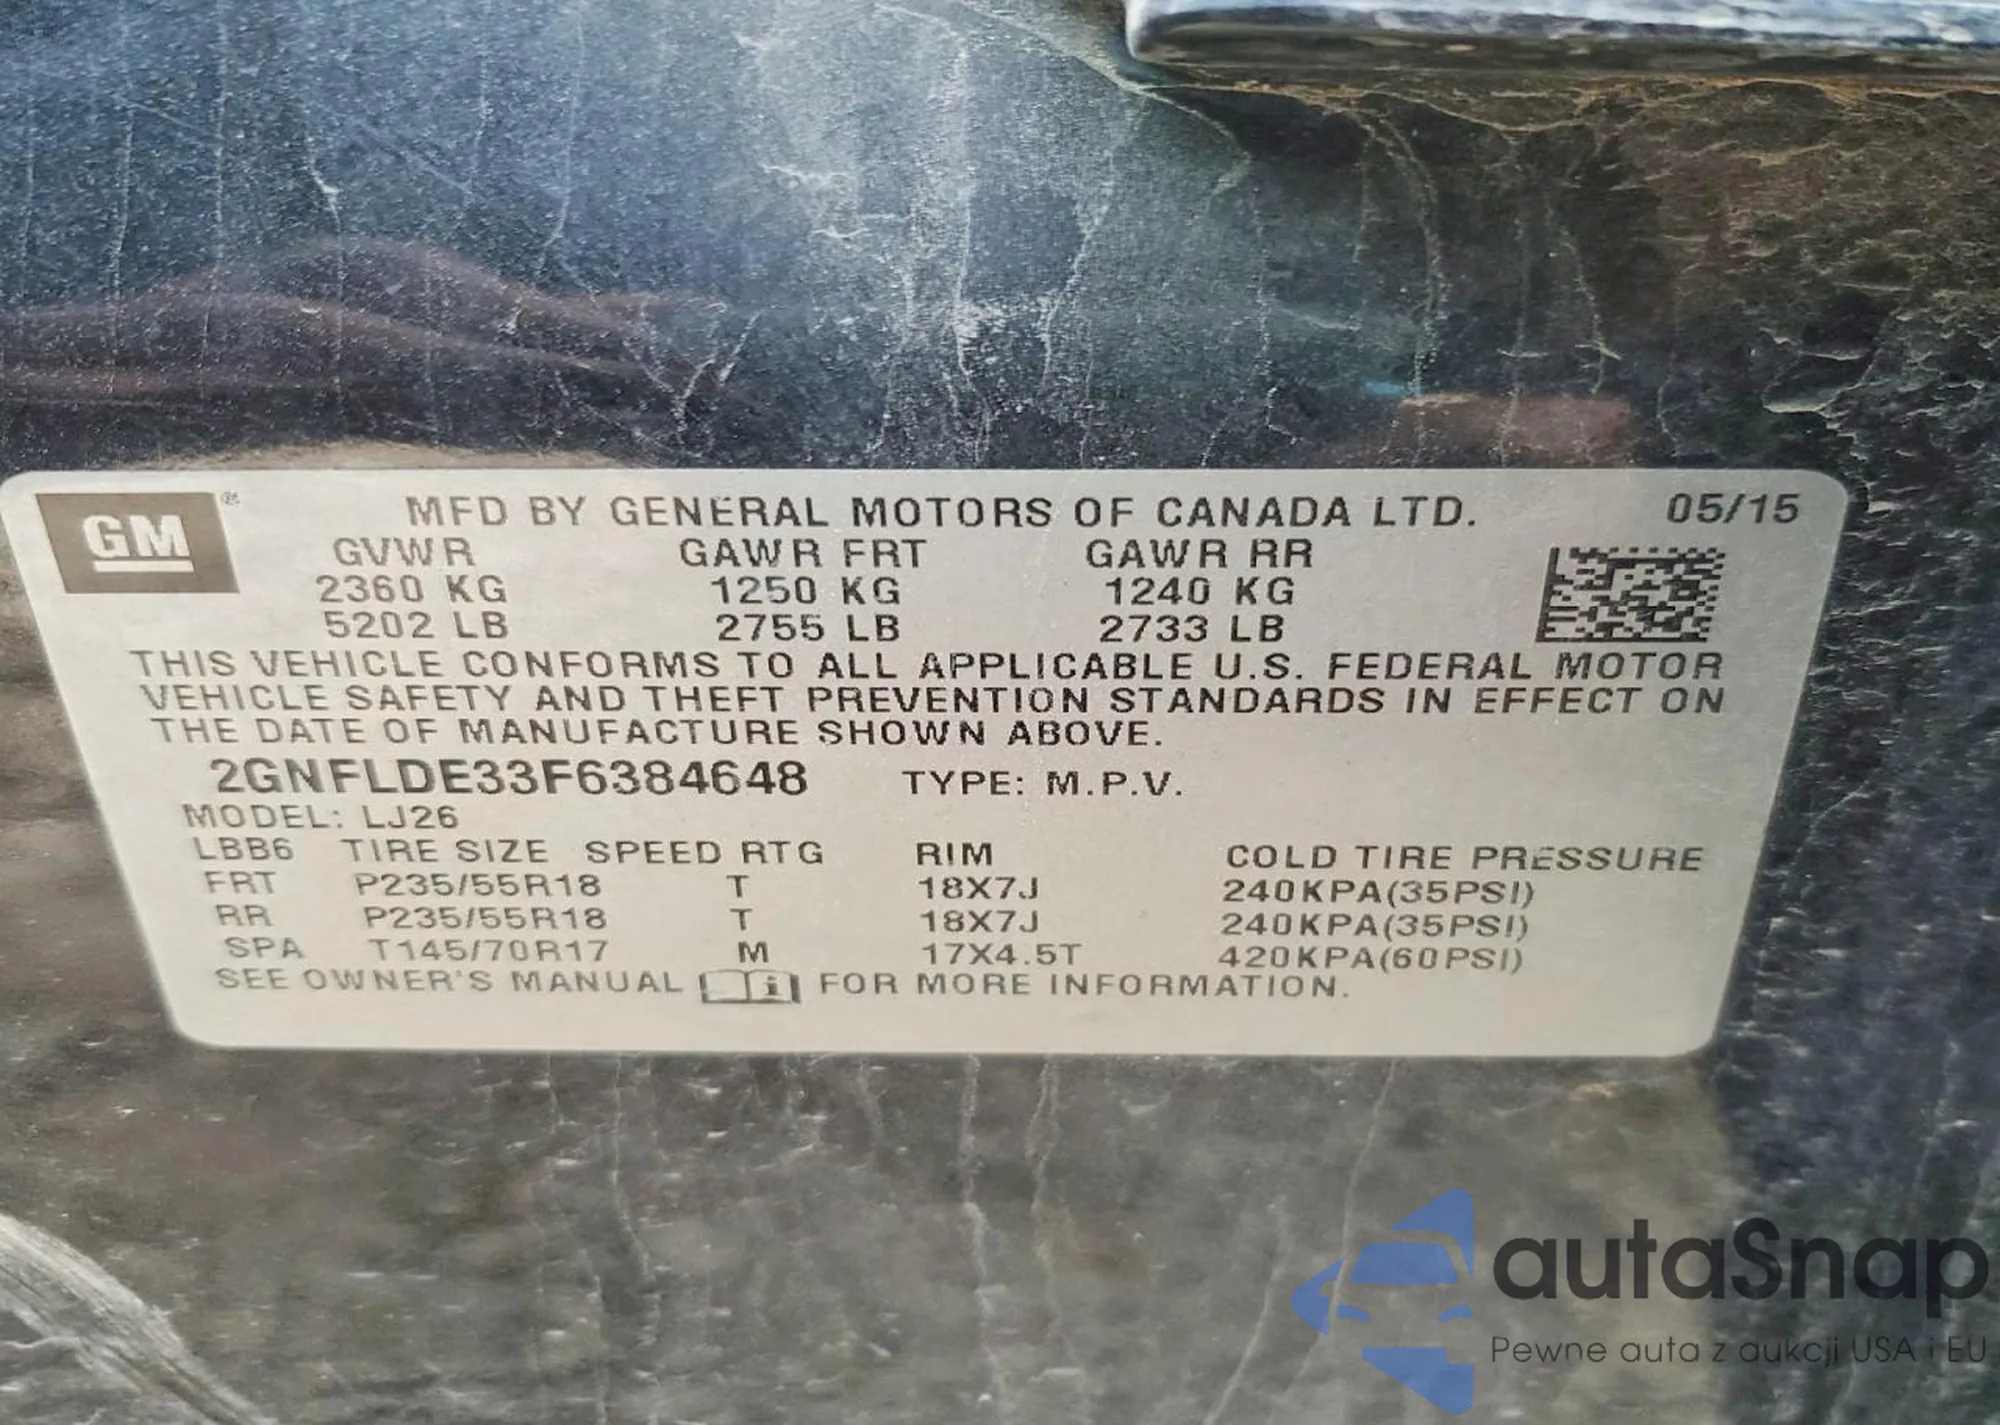 GM ® MFD BY GENERAL MOTORS OF CANADA LTD. 05/15
GVWR GAWR FRT GAWR RR
2360 KG 1250 KG 1240 KG
5202 LB 2755 LB 2733 LB
THIS VEHICLE CONFORMS TO ALL APPLICABLE U.S. FEDERAL MOTOR
VEHICLE SAFETY AND THEFT PREVENTION STANDARDS IN EFFECT ON
THE DATE OF MANUFACTURE SHOWN ABOVE.
2GNFLDE33F6384648 TYPE: M.P.V.
MODEL: LJ26
LBB6 TIRE SIZE SPEED RTG RIM COLD TIRE PRESSURE
FRT P235/55R18 T 18X7J 240KPA(35PSI)
RR P235/55R18 T 18X7J 240KPA(35PSI)
SPA T145/70R17 M 17X4.5T 420KPA(60PSI)
SEE OWNER'S MANUAL i FOR MORE INFORMATION.
autaSnap
Pewne auta z aukcji USA i EU